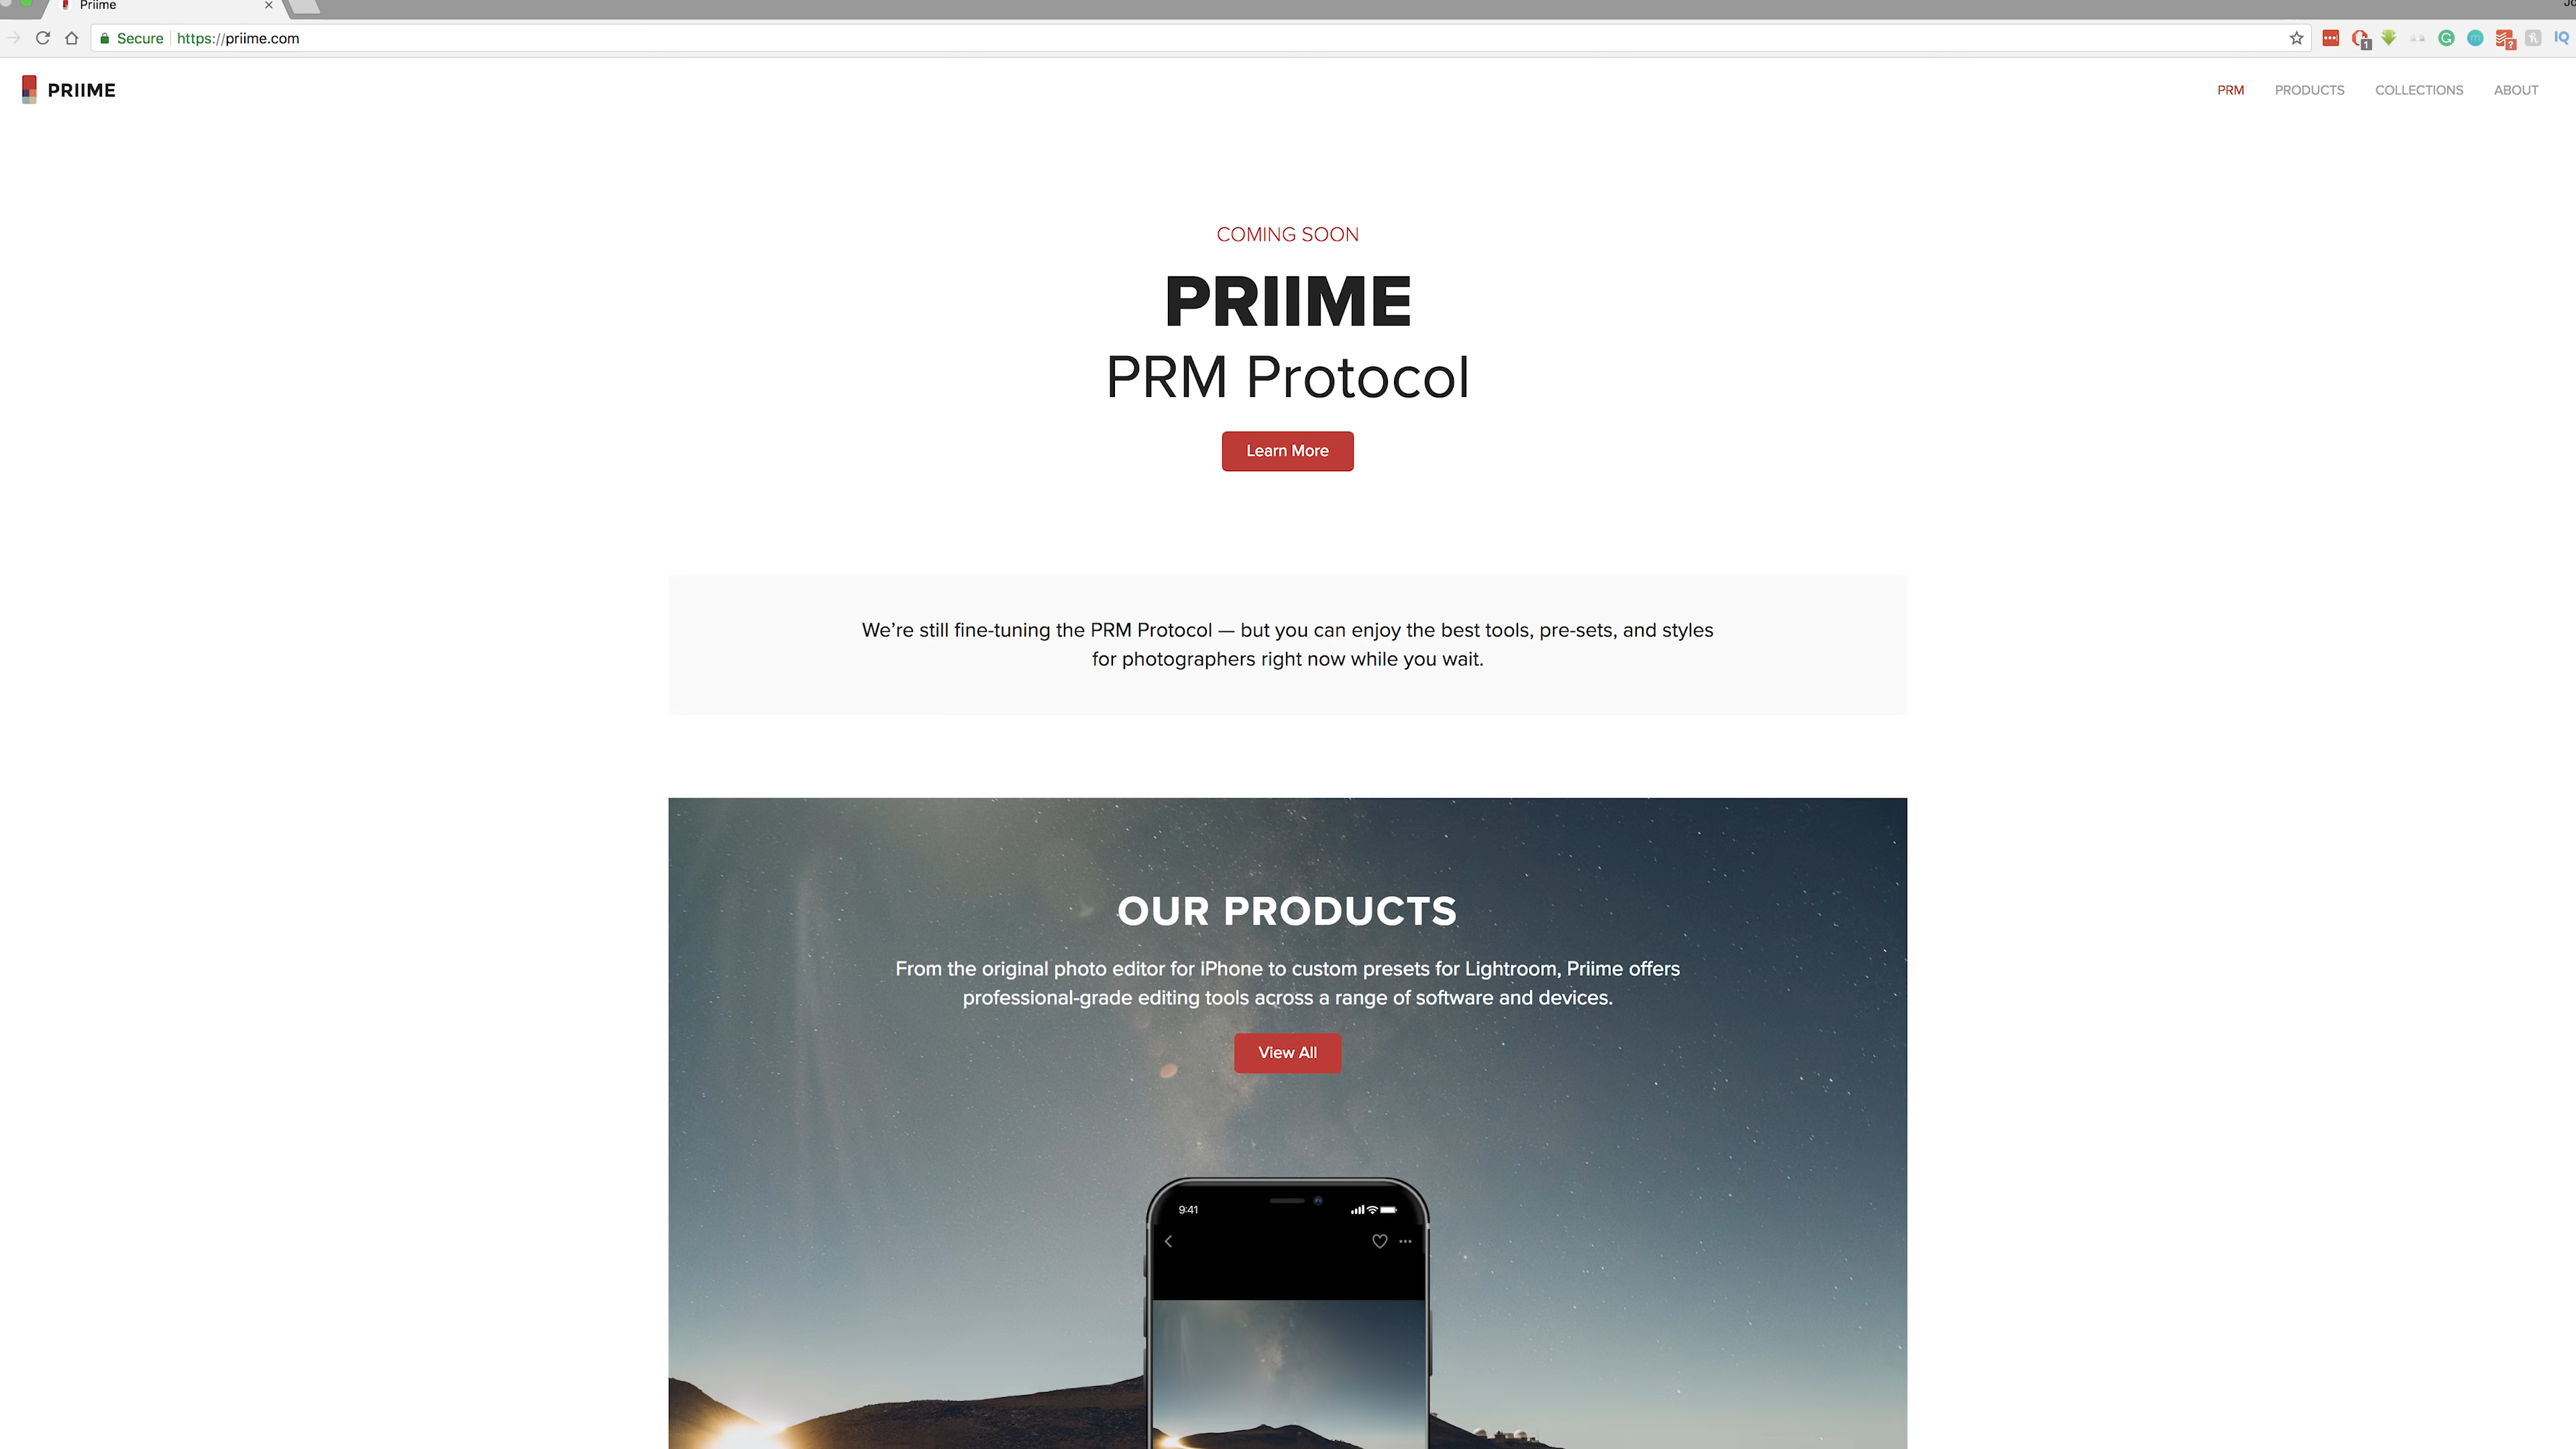 Priime
Secure https://priime.com
1
?
IQ
PRIIME
PRM PRODUCTS COLLECTIONS ABOUT
COMING SOON
PRIIME
PRM Protocol
Learn More
We’re still fine-tuning the PRM Protocol — but you can enjoy the best tools, pre-sets, and styles
for photographers right now while you wait.
OUR PRODUCTS
From the original photo editor for iPhone to custom presets for Lightroom, Priime offers
professional-grade editing tools across a range of software and devices.
View All
9:41